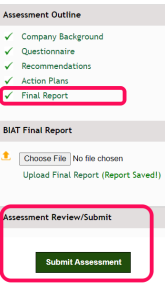 Assessment Outline
✓ Company Background
✓ Questionnaire
✓ Recommendations
✓ Action Plans
✓ Final Report
BIAT Final Report
Choose File No file chosen
Upload Final Report (Report Saved!)
Assessment Review/Submit
Submit Assessment